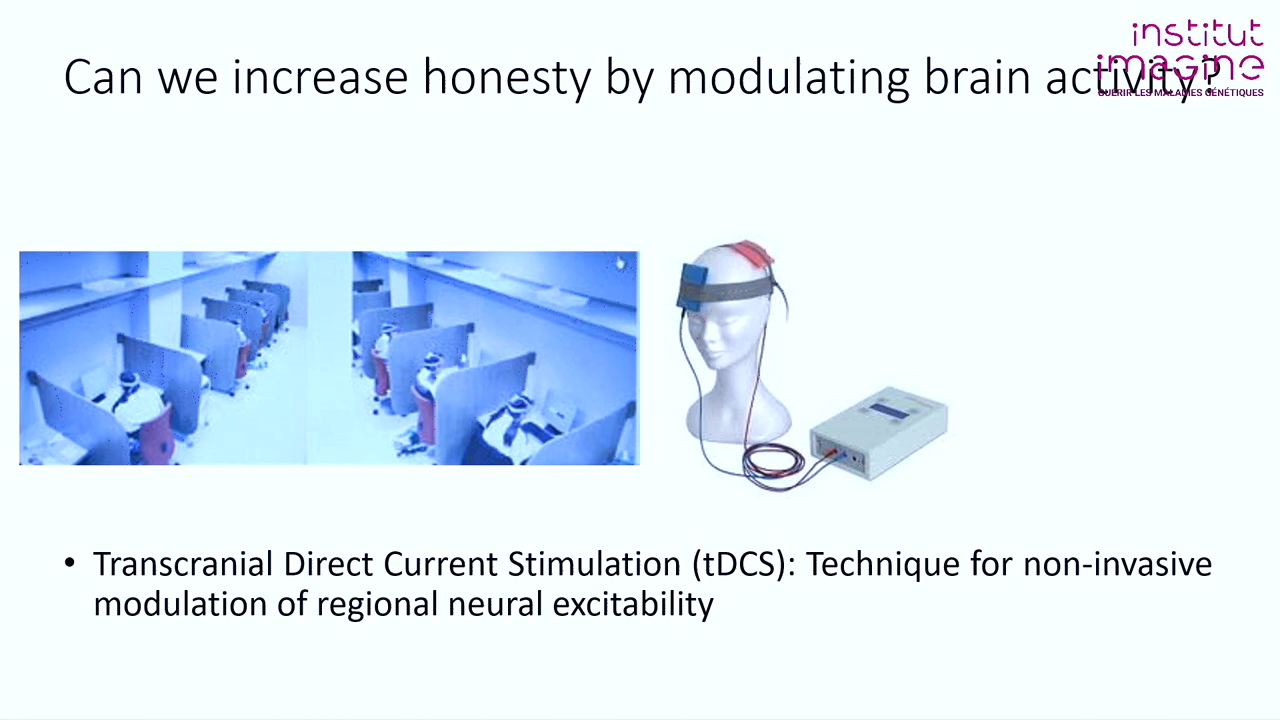 institut
imagine
GUÉRIR LES MALADIES GÉNÉTIQUES
Can we increase honesty by modulating brain activity?
• Transcranial Direct Current Stimulation (tDCS): Technique for non-invasive
modulation of regional neural excitability